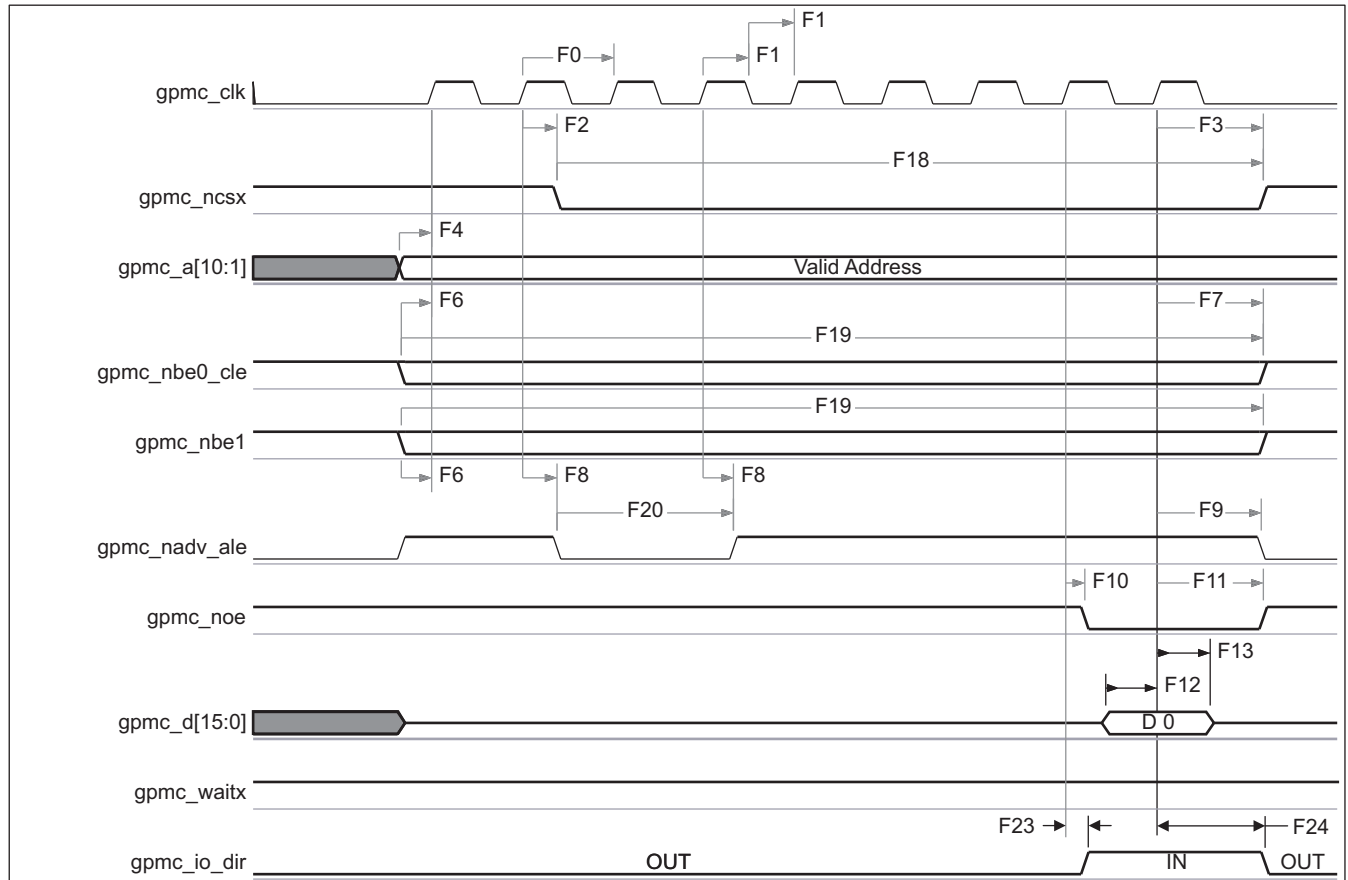 F1
F0
F1
gpmc_clk
F2
F3
F18
gpmc_ncsx
F4
gpmc_a[10:1]
Valid Address
F6
F7
F19
gpmc_nbe0_cle
F19
gpmc_nbe1
F6
F8
F8
F20
F9
gpmc_nadv_ale
F10
F11
gpmc_noe
F13
F12
gpmc_d[15:0]
D 0
gpmc_waitx
F23
F24
gpmc_io_dir
OUT
IN
OUT